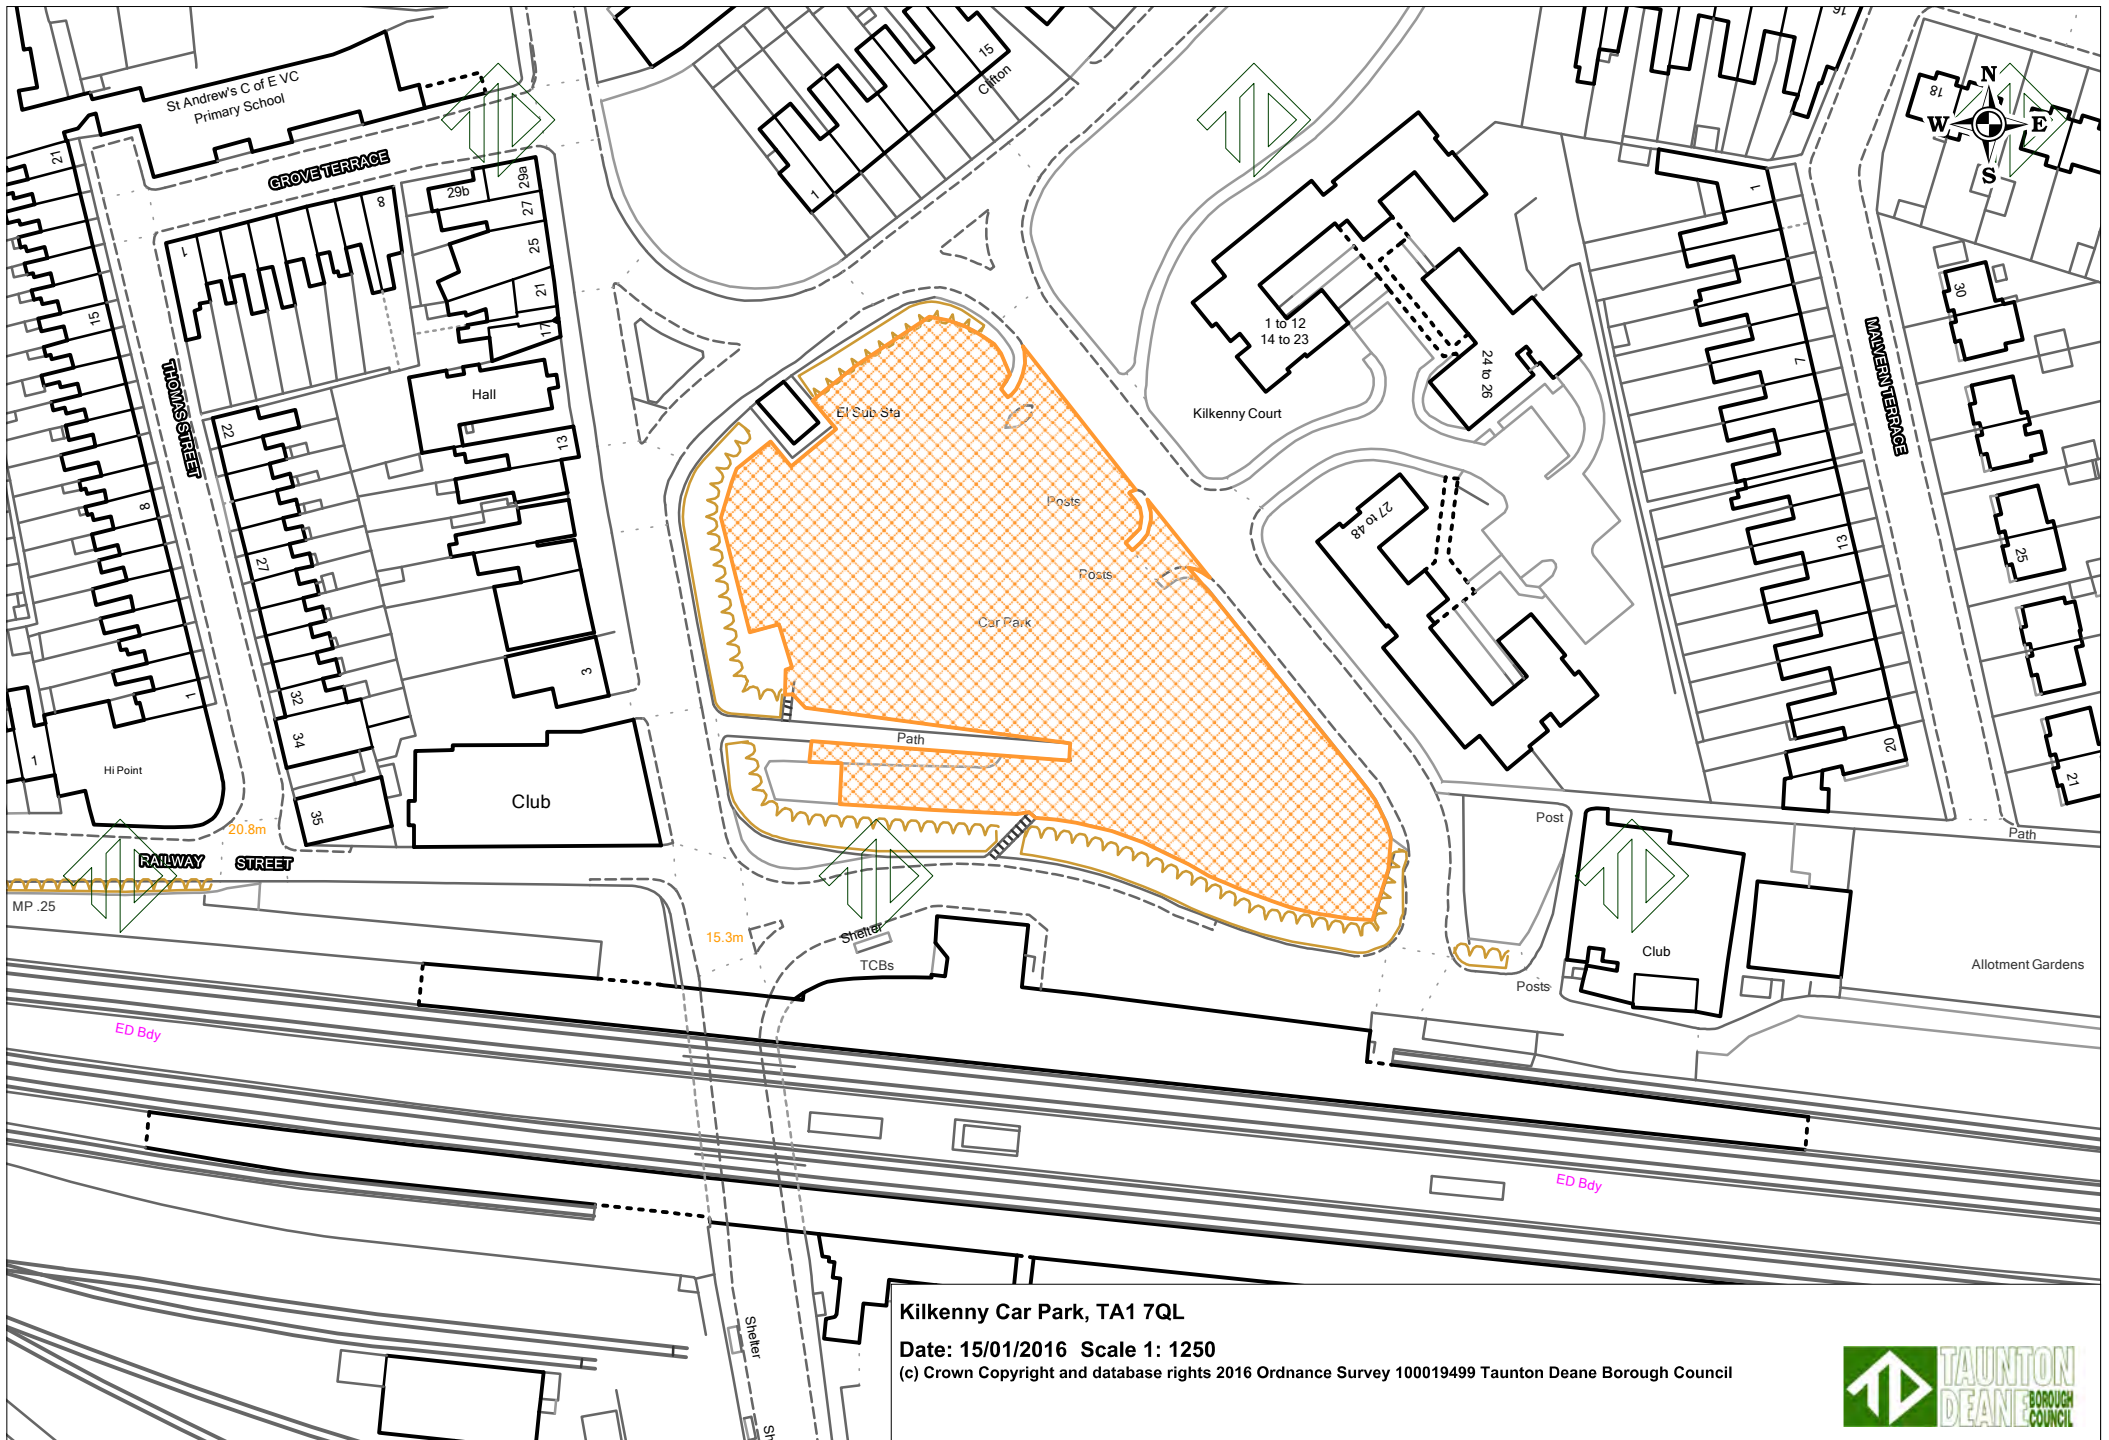 16
15
Clifton
St Andrew's C of E VC
Primary School
18
N
W
E
S
21
GROVE TERRACE
29b
29a
27
25
21
17
8
1
1
1
15
30
1 to 12
14 to 23
24 to 26
MALVERN TERRACE
7
THOMAS STREET
Hall
El Sub Sta
Kilkenny Court
22
13
8
Posts
27 to 48
13
25
27
Posts
Car Park
3
1
32
34
Path
20
21
1
Hi Point
Club
35
Post
Path
20.8m
RAILWAY STREET
MP .25
15.3m
Shelter
TCBs
Club
Allotment Gardens
Posts
ED Bdy
ED Bdy
Shelter
Sh
Kilkenny Car Park, TA1 7QL
Date: 15/01/2016 Scale 1: 1250
(c) Crown Copyright and database rights 2016 Ordnance Survey 100019499 Taunton Deane Borough Council
TD
TAUNTON
DEANE BOROUGH
COUNCIL